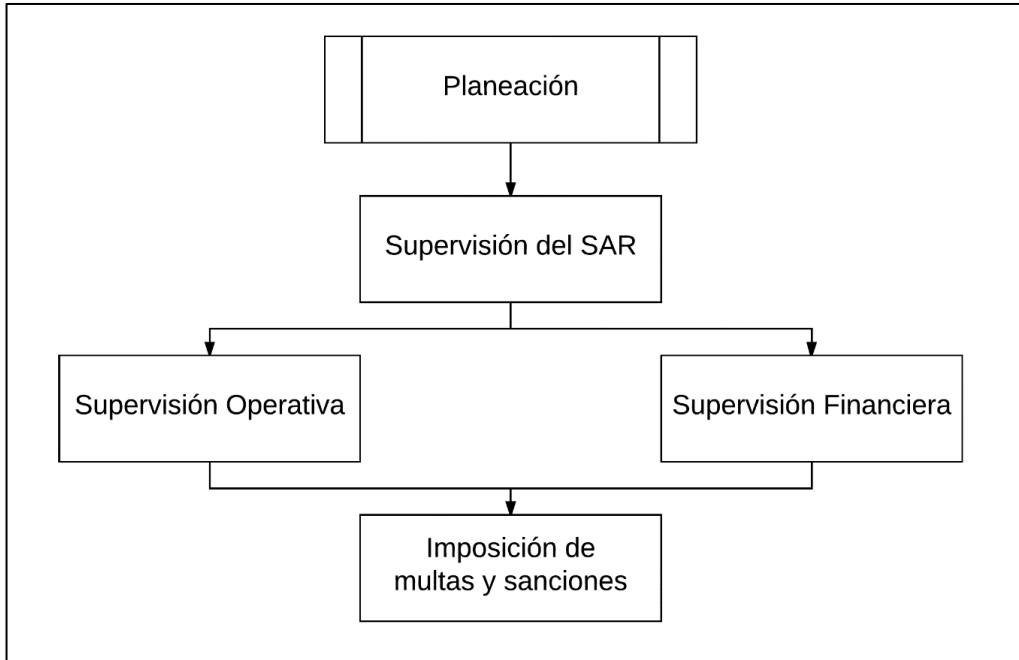 Planeación
Supervisión del SAR
Supervisión Operativa
Supervisión Financiera
Imposición de
multas y sanciones